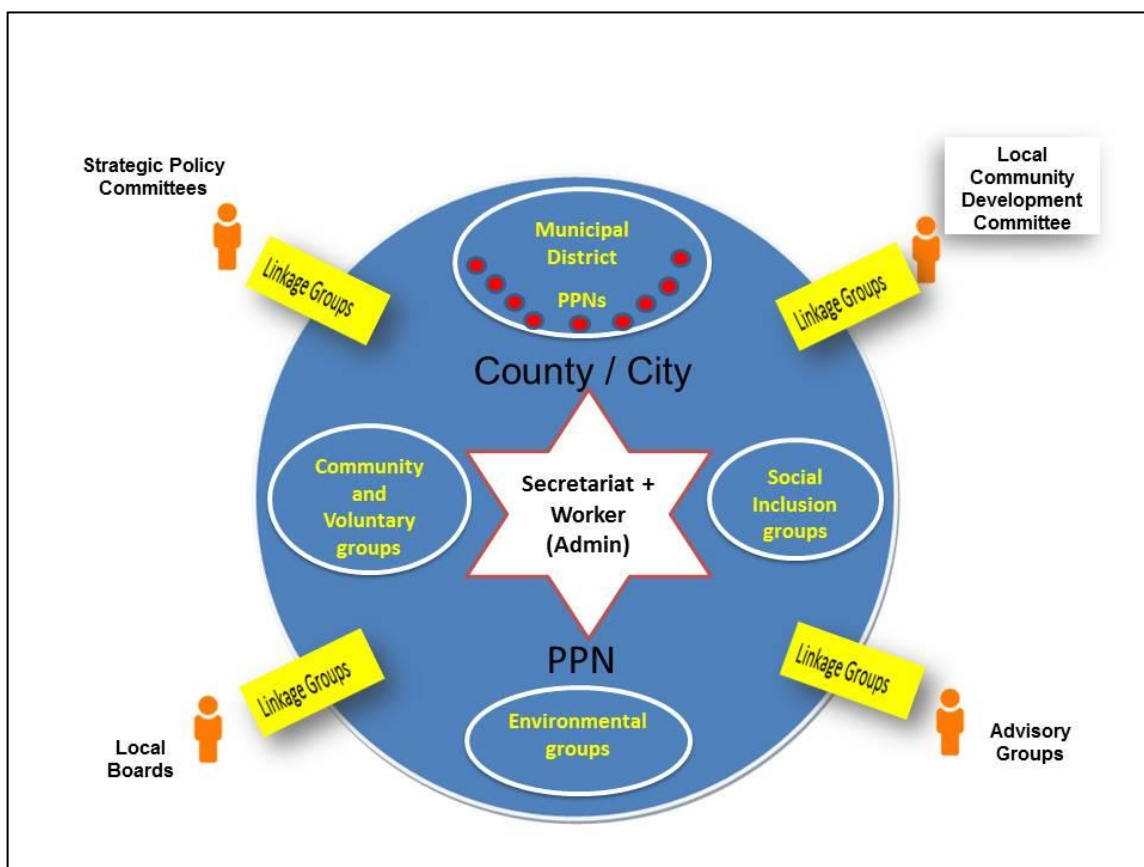 Strategic Policy
Committees
Local
Community
Development
Committee
Linkage Groups
Linkage Groups
Municipal
District
PPNs
County / City
Community
and
Voluntary
groups
Secretariat +
Worker
(Admin)
Social
Inclusion
groups
PPN
Linkage Groups
Linkage Groups
Environmental
groups
Local
Boards
Advisory
Groups